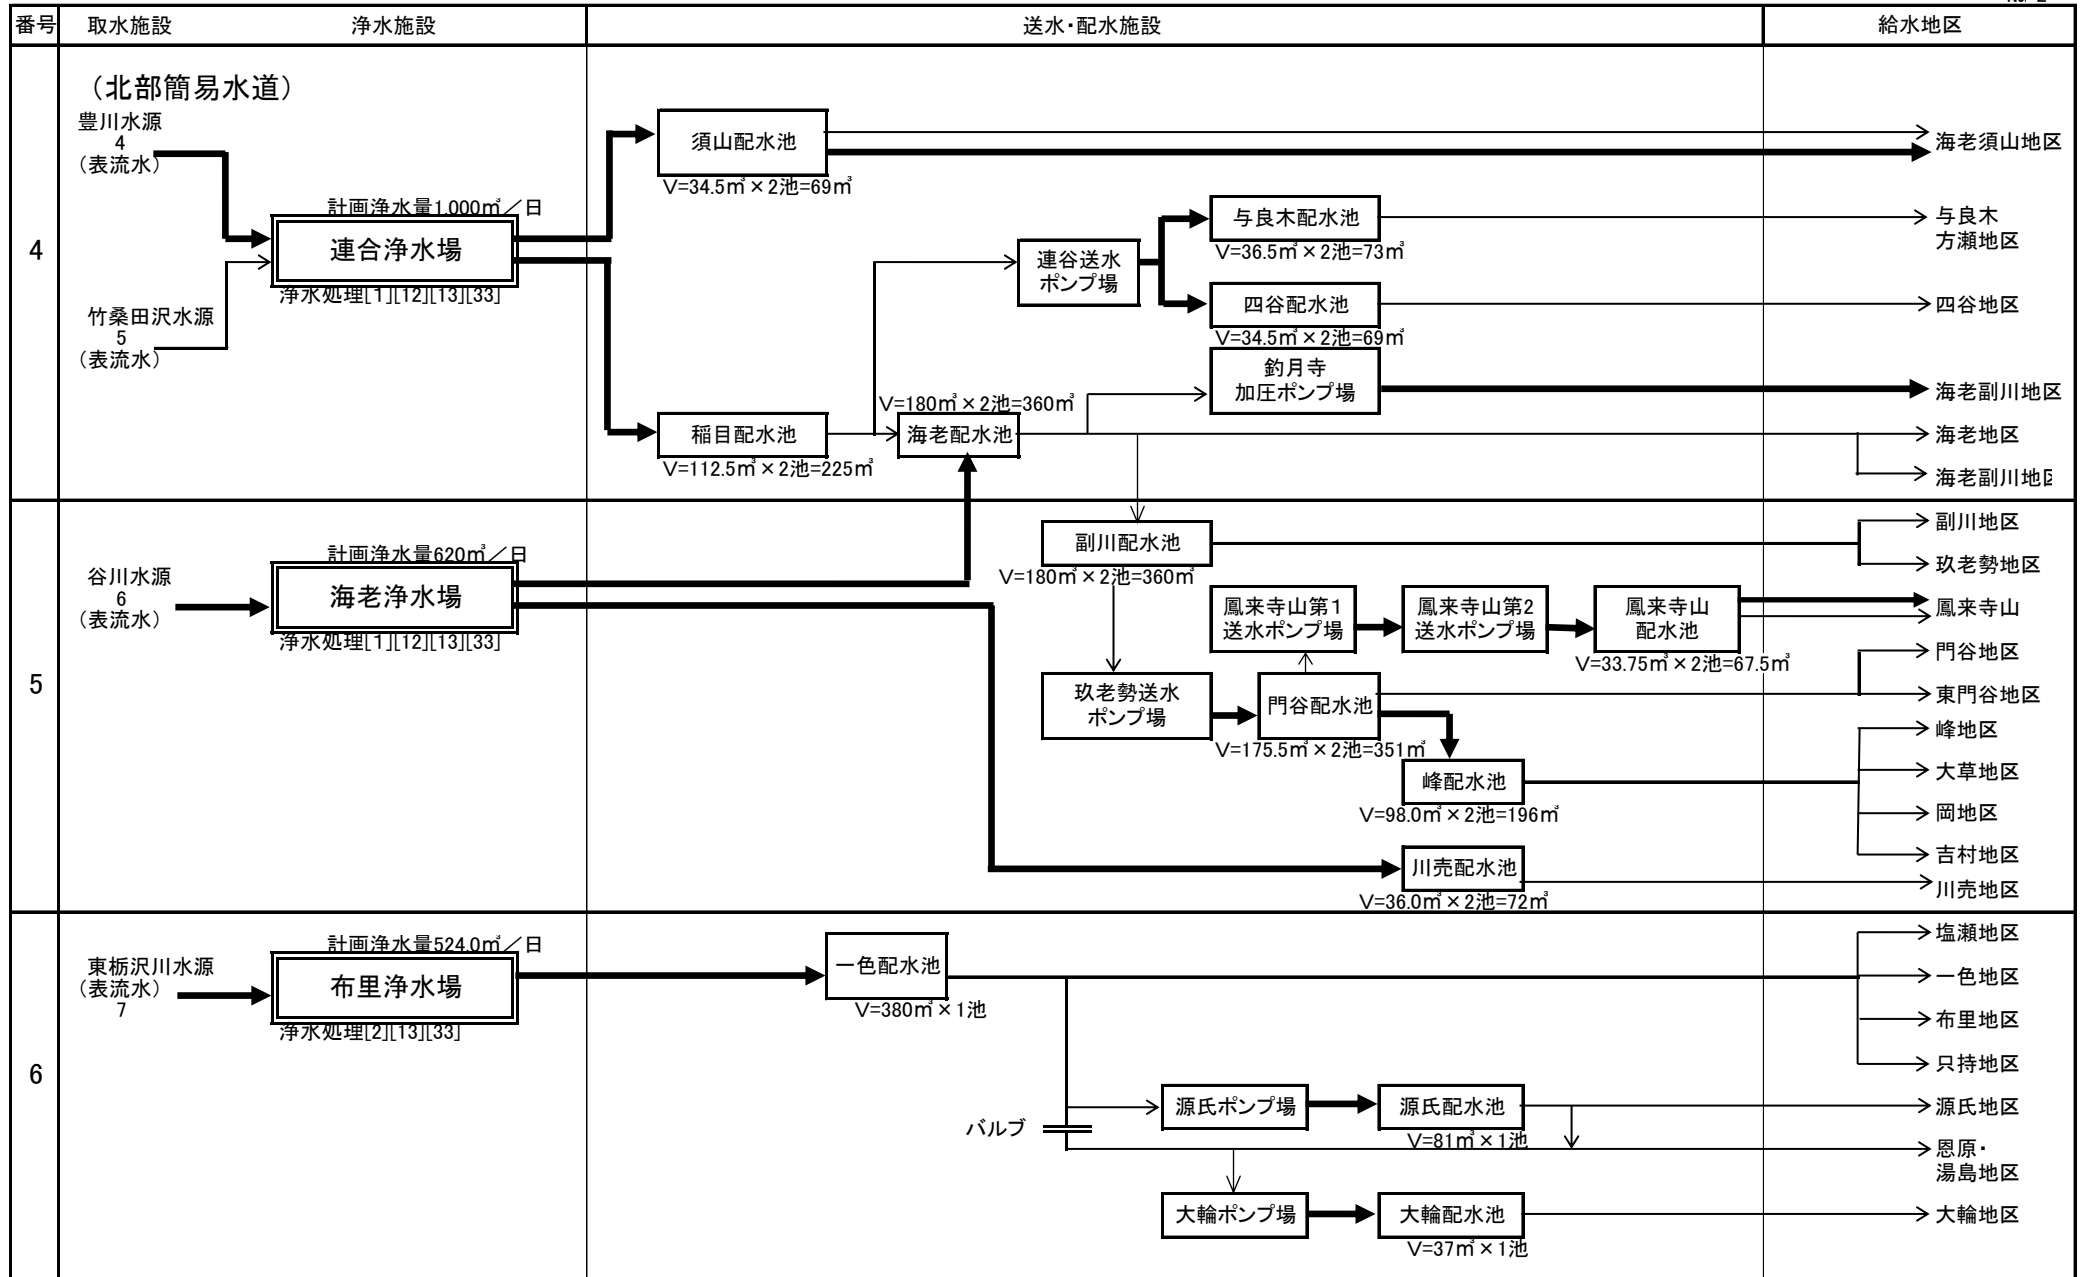 番号
取水施設
浄水施設
送水・配水施設
給水地区
4
(北部簡易水道)
豊川水源
4
(表流水)
竹桑田沢水源
5
(表流水)
計画浄水量1.000㎥/日
連合浄水場
浄水処理[1][12][13][33]
須山配水池
V=34.5㎥×2池=69㎥
稲目配水池
V=112.5㎥×2池=225㎥
V=180㎥×2池=360㎥
海老配水池
連谷送水
ポンプ場
与良木配水池
V=36.5㎥×2池=73㎥
四谷配水池
V=34.5㎥×2池=69㎥
釣月寺
加圧ポンプ場
海老須山地区
与良木
方瀬地区
四谷地区
海老副川地区
海老地区
海老副川地区
5
谷川水源
6
(表流水)
計画浄水量620㎥/日
海老浄水場
浄水処理[1][12][13][33]
副川配水池
V=180㎥×2池=360㎥
玖老勢送水
ポンプ場
鳳来寺山第1
送水ポンプ場
鳳来寺山第2
送水ポンプ場
鳳来寺山
配水池
V=33.75㎥×2池=67.5㎥
門谷配水池
V=175.5㎥×2池=351㎥
峰配水池
V=98.0㎥×2池=196㎥
川売配水池
V=36.0㎥×2池=72㎥
副川地区
玖老勢地区
鳳来寺山
門谷地区
東門谷地区
峰地区
大草地区
岡地区
吉村地区
川売地区
6
東栃沢川水源
(表流水)
7
計画浄水量524.0㎥/日
布里浄水場
浄水処理[2][13][33]
一色配水池
V=380㎥×1池
バルブ
源氏ポンプ場
源氏配水池
V=81㎥×1池
大輪ポンプ場
大輪配水池
V=37㎥×1池
塩瀬地区
一色地区
布里地区
只持地区
源氏地区
恩原・
湯島地区
大輪地区